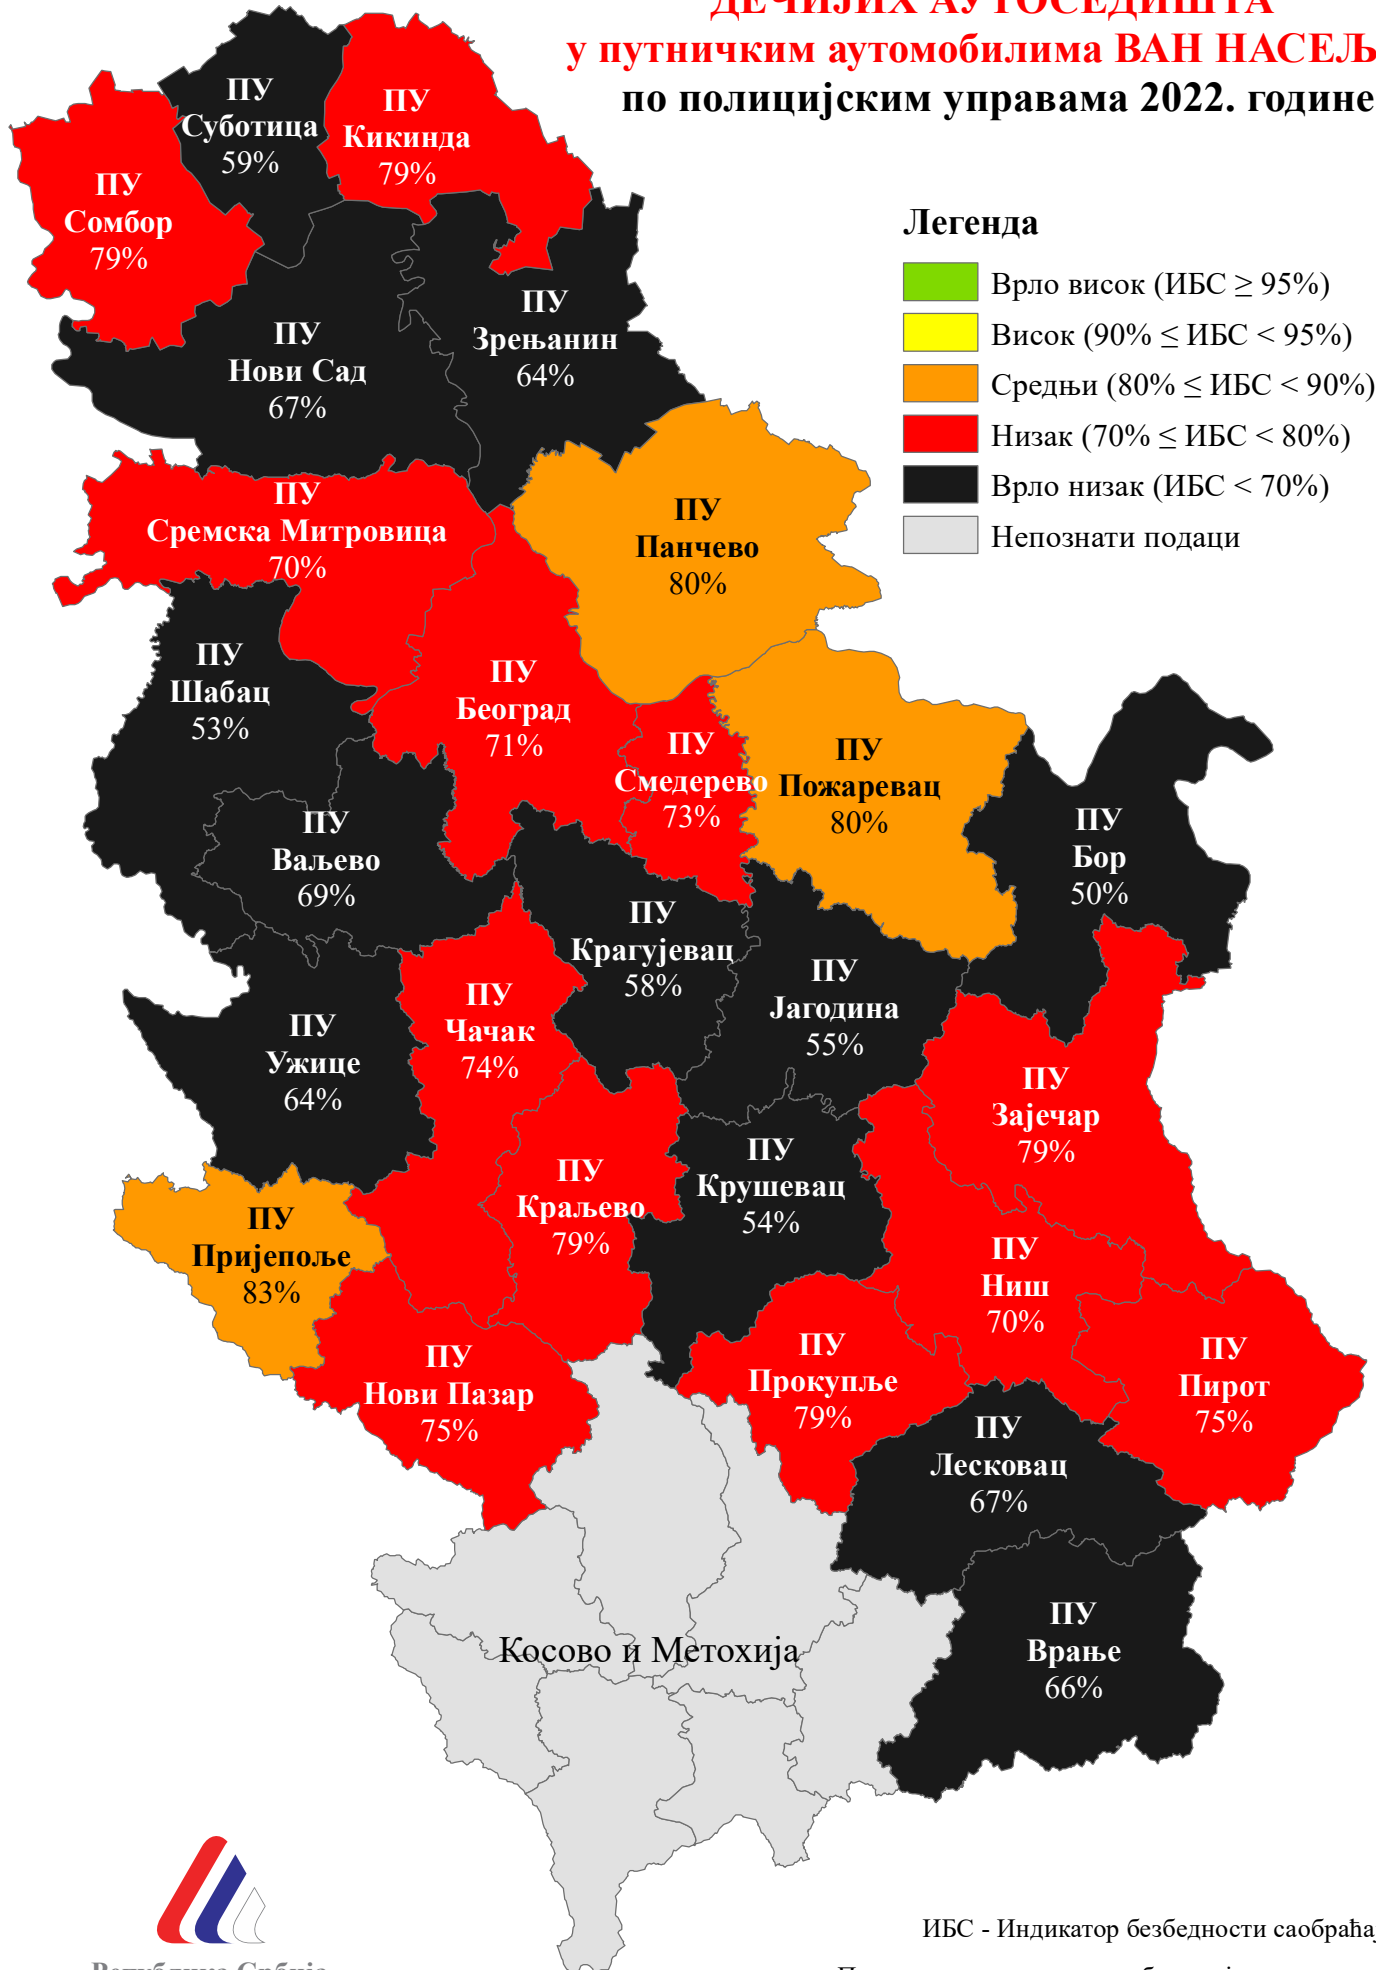 ДЕЧИЈИХ АУТОСЕДИШТА
у путничким аутомобилима ВАН НАСЕЉ
по полицијским управама 2022. године
Легенда
Врло висок (ИБС ≥ 95%)
Висок (90% ≤ ИБС < 95%)
Средњи (80% ≤ ИБС < 90%)
Низак (70% ≤ ИБС < 80%)
Врло низак (ИБС < 70%)
Непознати подаци
ПУ
Суботица
59%
ПУ
Кикинда
79%
ПУ
Сомбор
79%
ПУ
Зрењанин
64%
ПУ
Нови Сад
67%
ПУ
Сремска Митровица
70%
ПУ
Панчево
80%
ПУ
Шабац
53%
ПУ
Београд
71%
ПУ
Смедерево
73%
ПУ
Пожаревац
80%
ПУ
Бор
50%
ПУ
Ваљево
69%
ПУ
Крагујевац
58%
ПУ
Јагодина
55%
ПУ
Чачак
74%
ПУ
Ужице
64%
ПУ
Зајечар
79%
ПУ
Краљево
79%
ПУ
Крушевац
54%
ПУ
Пријепоље
83%
ПУ
Ниш
70%
ПУ
Нови Пазар
75%
ПУ
Прокупље
79%
ПУ
Пирот
75%
ПУ
Лесковац
67%
ПУ
Врање
66%
Косово и Метохија
ИБС - Индикатор безбедности саобраћај
Република Србија